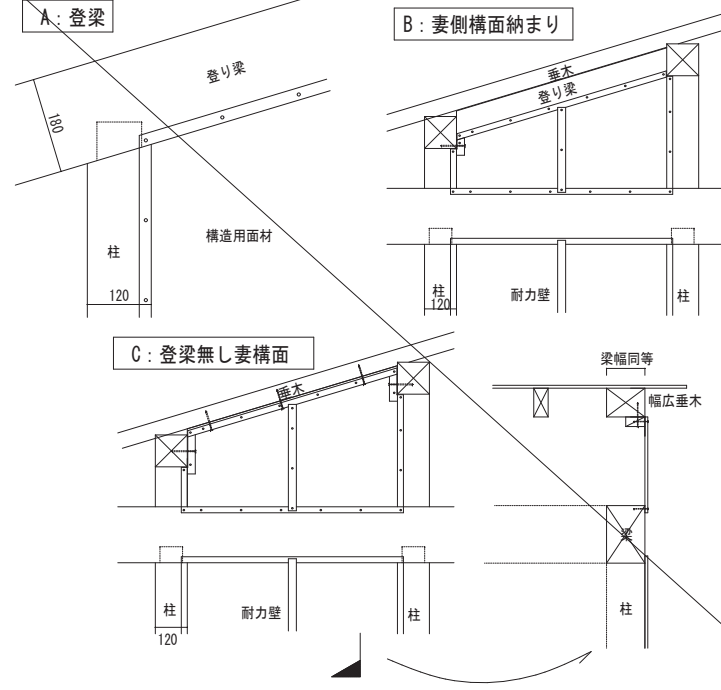 A：登梁
登り梁
180
柱
120
構造用面材
B：妻側構面納まり
垂木
登り梁
柱
120
耐力壁
柱
C：登梁無し妻構面
垂木
柱
120
耐力壁
柱
梁幅同等
幅広垂木
梁
柱